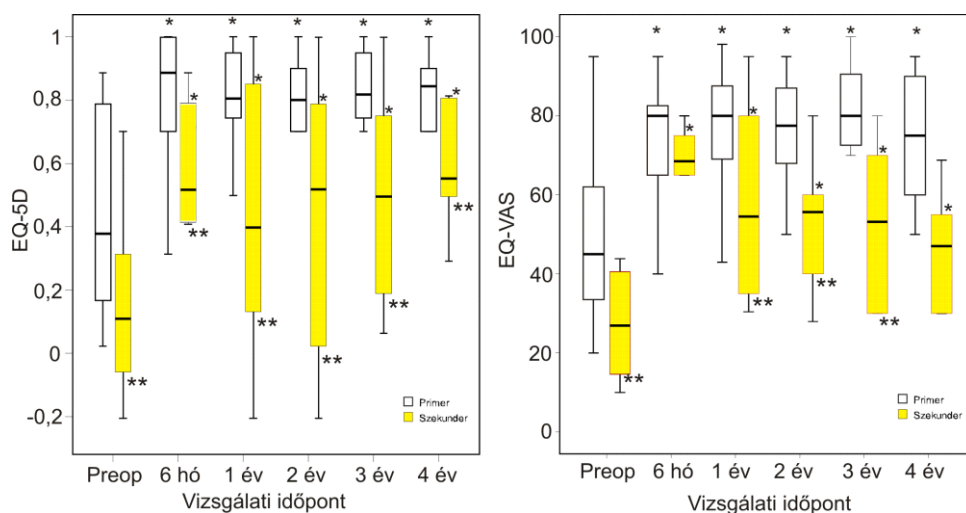 EQ-5D
1
0,8
0,6
0,4
0,2
0
-0,2
* * * * * *
* * * * *
** ** ** ** ** **
Primer
Szekunder
Preop 6 hó 1 év 2 év 3 év 4 év
Vizsgálati időpont
EQ-VAS
100
80
60
40
20
0
* * * * *
* * * * *
** ** ** **
Primer
Szekunder
Preop 6 hó 1 év 2 év 3 év 4 év
Vizsgálati időpont